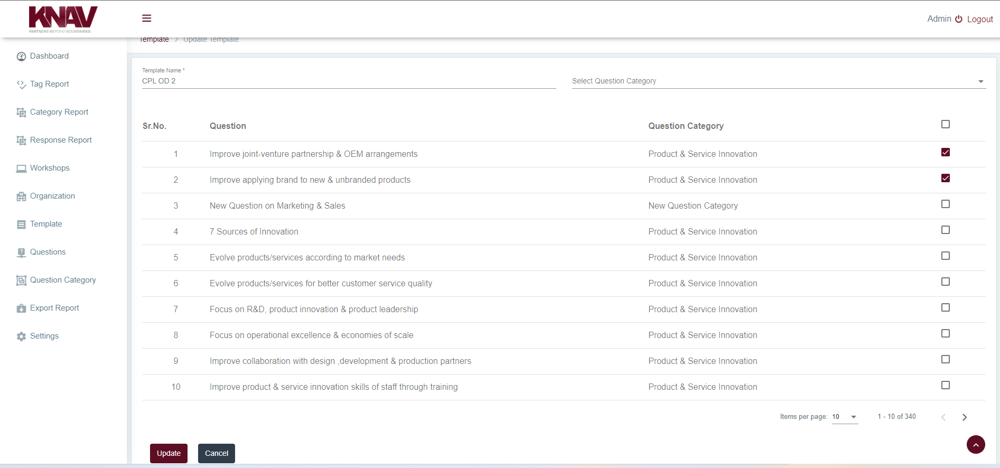 KNAV
PARTNERS BEYOND BOUNDARIES
Admin Logout
Template > Update Template
Dashboard
Tag Report
Category Report
Response Report
Workshops
Organization
Template
Questions
Question Category
Export Report
Settings
Template Name *
CPL OD 2
Select Question Category
Sr.No. Question Question Category
1 Improve joint-venture partnership & OEM arrangements Product & Service Innovation
2 Improve applying brand to new & unbranded products Product & Service Innovation
3 New Question on Marketing & Sales New Question Category
4 7 Sources of Innovation Product & Service Innovation
5 Evolve products/services according to market needs Product & Service Innovation
6 Evolve products/services for better customer service quality Product & Service Innovation
7 Focus on R&D, product innovation & product leadership Product & Service Innovation
8 Focus on operational excellence & economies of scale Product & Service Innovation
9 Improve collaboration with design ,development & production partners Product & Service Innovation
10 Improve product & service innovation skills of staff through training Product & Service Innovation
Items per page: 10 1 - 10 of 340
Update Cancel